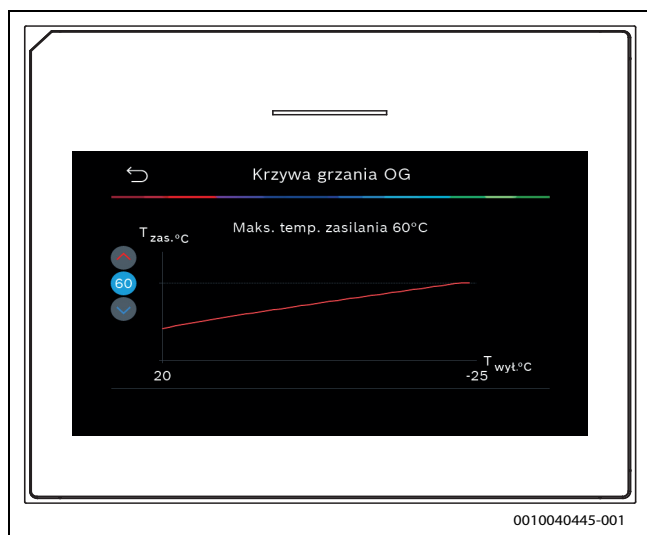 Krzywa grzania OG
Maks. temp. zasilania 60°C
T zas.°C
60
T wył.°C
20
-25
0010040445-001